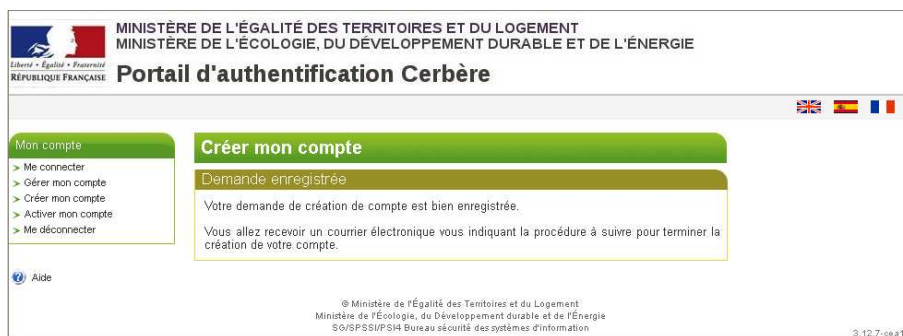 MINISTÈRE DE L'ÉGALITÉ DES TERRITOIRES ET DU LOGEMENT
MINISTÈRE DE L'ÉCOLOGIE, DU DÉVELOPPEMENT DURABLE ET DE L'ÉNERGIE
Liberté • Égalité • Fraternité
RÉPUBLIQUE FRANÇAISE
Portail d'authentification Cerbère
Mon compte
> Me connecter
> Gérer mon compte
> Créer mon compte
> Activer mon compte
> Me déconnecter
? Aide
Créer mon compte
Demande enregistrée
Votre demande de création de compte est bien enregistrée.
Vous allez recevoir un courrier électronique vous indiquant la procédure à suivre pour terminer la
création de votre compte.
© Ministère de l'Égalité des Territoires et du Logement
Ministère de l'Écologie, du Développement durable et de l'Énergie
SG/SPSSI/PSI4 Bureau sécurité des systèmes d'information
3.12.7-cea1